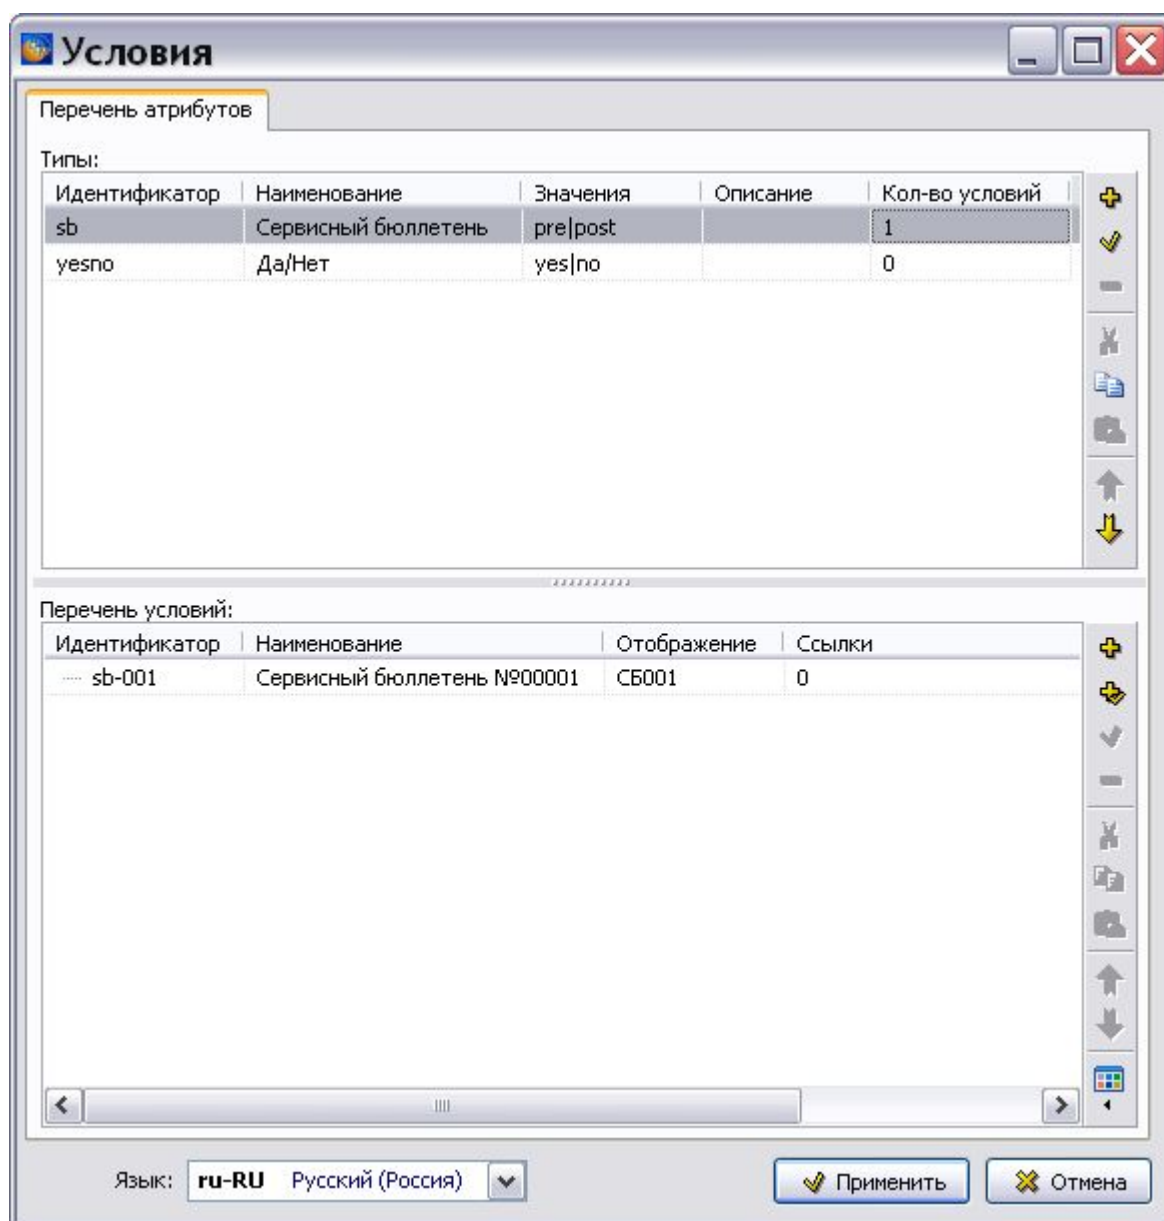 Условия
Перечень атрибутов
Типы:
Идентификатор Наименование Значения Описание Кол-во условий
sb Сервисный бюллетень pre|post 1
yesno Да/Нет yes|no 0
Перечень условий:
Идентификатор Наименование Отображение Ссылки
sb-001 Сервисный бюллетень №00001 СБ001 0
Язык: ru-RU Русский (Россия) Применить Отмена